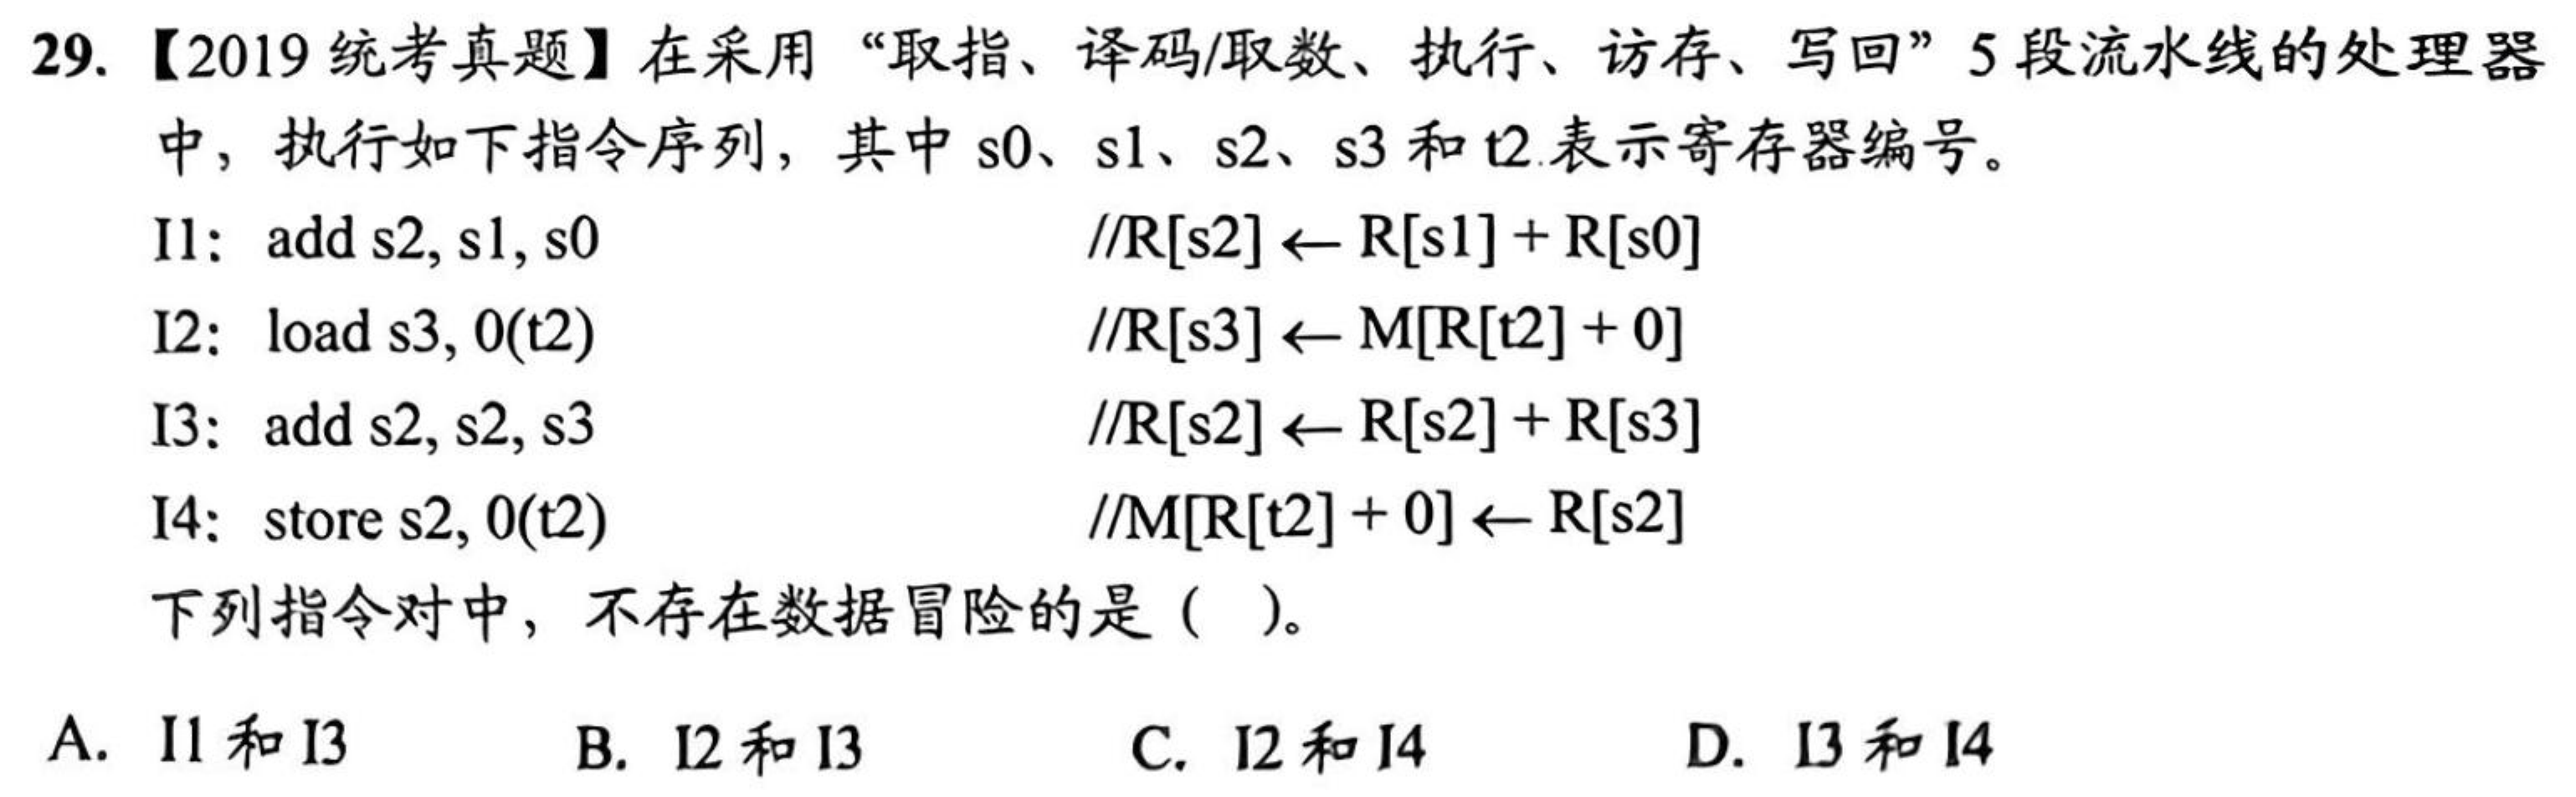 29.【2019 统考真题】在采用“取指、译码/取数、执行、访存、写回”5 段流水线的处理器
中，执行如下指令序列，其中 s0、s1、s2、s3 和 t2 表示寄存器编号。
I1: add s2, s1, s0 //R[s2] ← R[s1] + R[s0]
I2: load s3, 0(t2) //R[s3] ← M[R[t2] + 0]
I3: add s2, s2, s3 //R[s2] ← R[s2] + R[s3]
I4: store s2, 0(t2) //M[R[t2] + 0] ← R[s2]
下列指令对中，不存在数据冒险的是（ ）。
A. I1 和 I3 B. I2 和 I3 C. I2 和 I4 D. I3 和 I4